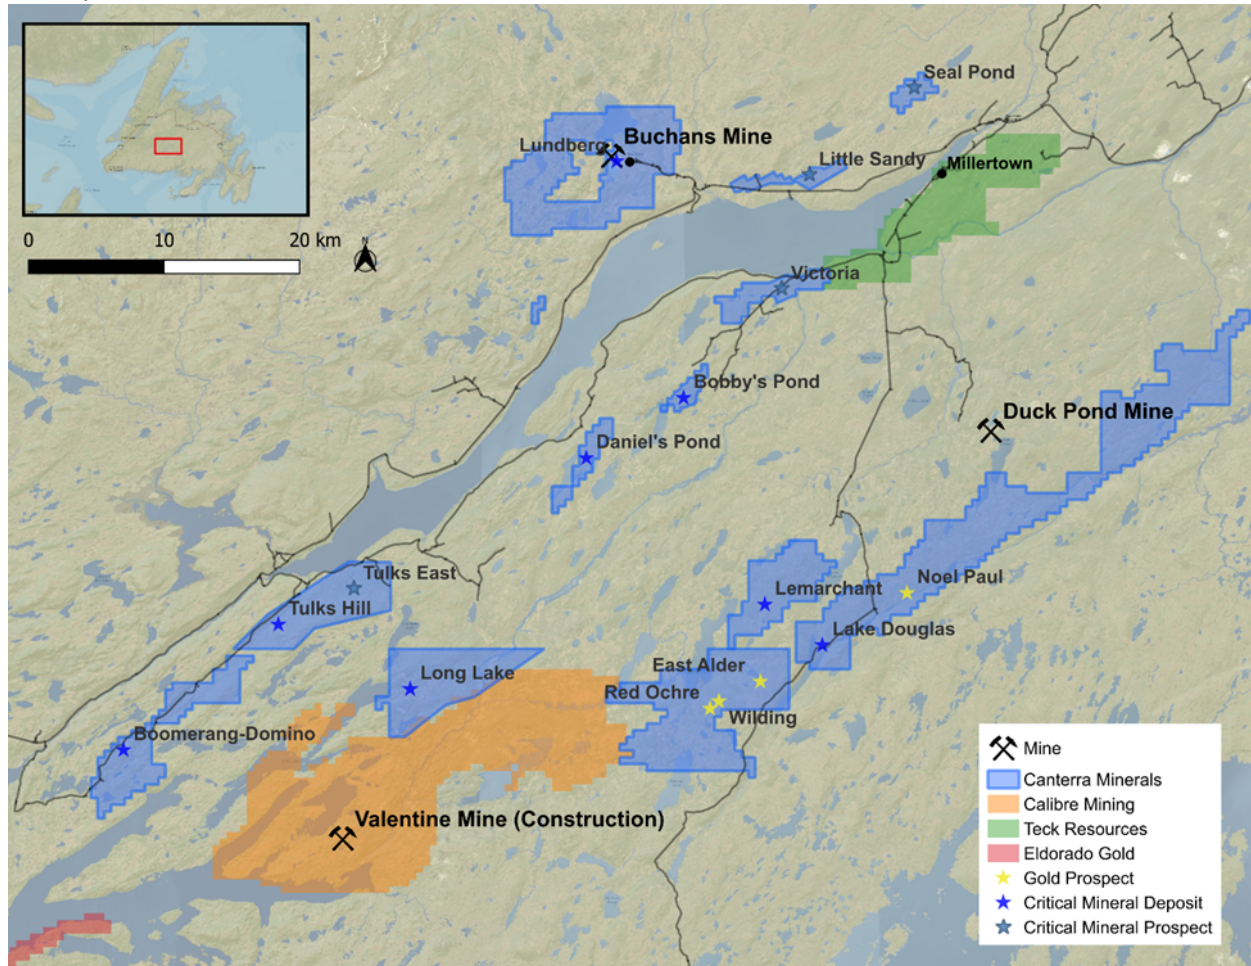 Seal Pond
Buchans Mine
Lundberg
Little Sandy
Millertown
0 10 20 km
N
Victoria
Bobby's Pond
Duck Pond Mine
Daniel's Pond
Tulks East
Noel Paul
Lemarchant
Tulks Hill
Lake Douglas
East Alder
Long Lake
Red Ochre
Wilding
Boomerang-Domino
Valentine Mine (Construction)
Mine
Canterra Minerals
Calibre Mining
Teck Resources
Eldorado Gold
Gold Prospect
Critical Mineral Deposit
Critical Mineral Prospect